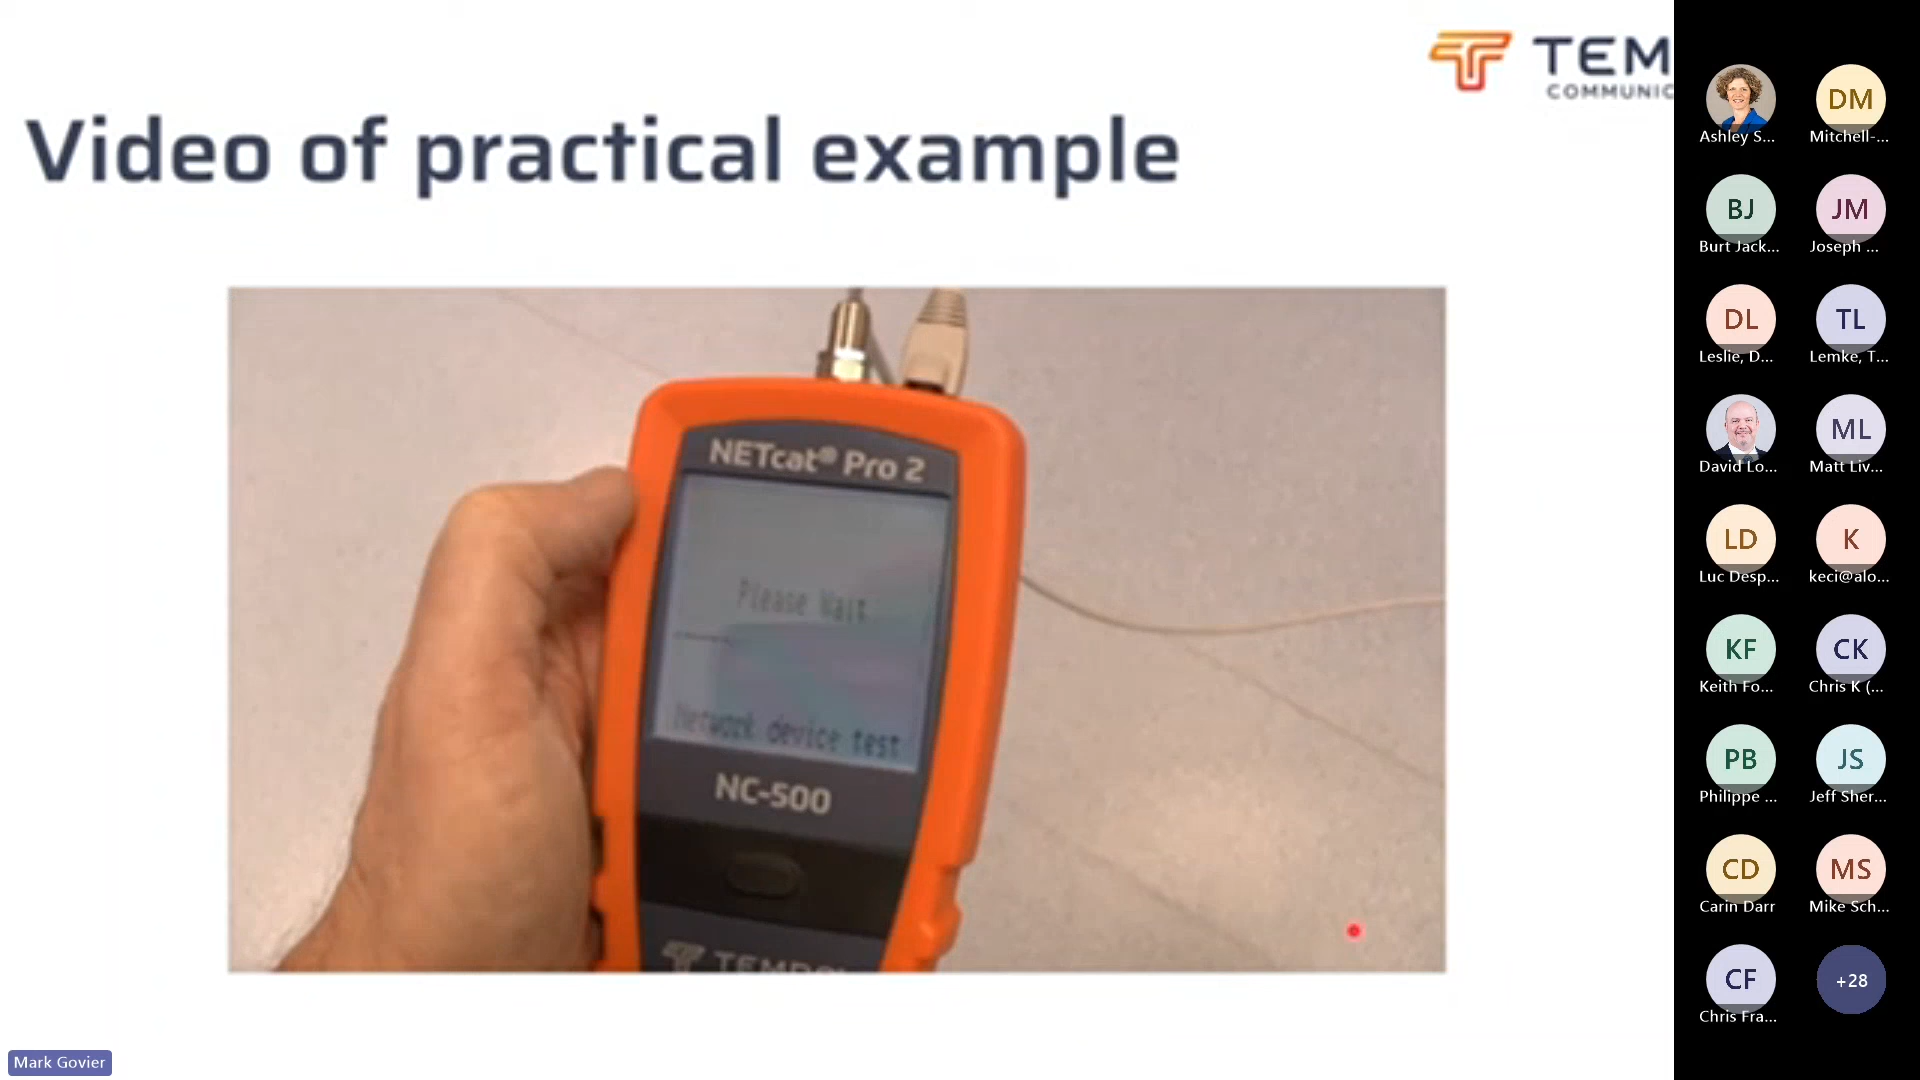 TEM
COMMUNIC
Video of practical example
NETcat® Pro 2
Please Wait
Network device test
NC-500
TEMPO
Ashley S...
DM
Mitchell-...
BJ
Burt Jack...
JM
Joseph ...
DL
Leslie, D...
TL
Lemke, T...
David Lo...
ML
Matt Liv...
LD
Luc Desp...
K
keci@alo...
KF
Keith Fo...
CK
Chris K (...
PB
Philippe ...
JS
Jeff Sher...
CD
Carin Darr
MS
Mike Sch...
CF
Chris Fra...
+28
Mark Govier